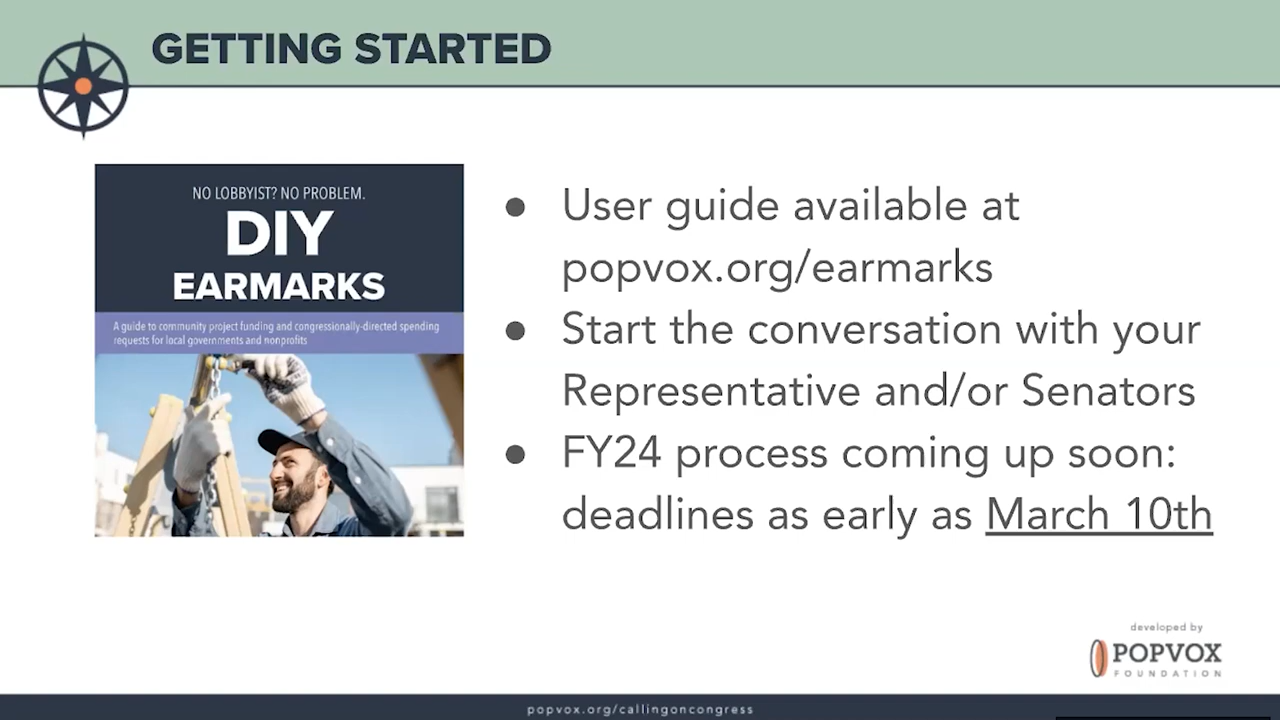 GETTING STARTED
NO LOBBYIST? NO PROBLEM.
DIY
EARMARKS
A guide to community project funding and congressionally-directed spending
requests for local governments and nonprofits
● User guide available at
popvox.org/earmarks
● Start the conversation with your
Representative and/or Senators
● FY24 process coming up soon:
deadlines as early as March 10th
developed by
POPVOX
FOUNDATION
popvox.org/callingoncongress